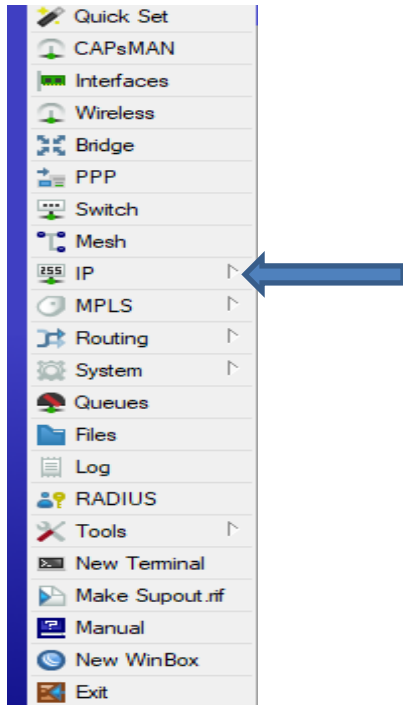 Quick Set
CAPsMAN
Interfaces
Wireless
Bridge
PPP
Switch
Mesh
255 IP
MPLS
Routing
System
Queues
Files
Log
RADIUS
Tools
New Terminal
Make Supout.rif
Manual
New WinBox
Exit